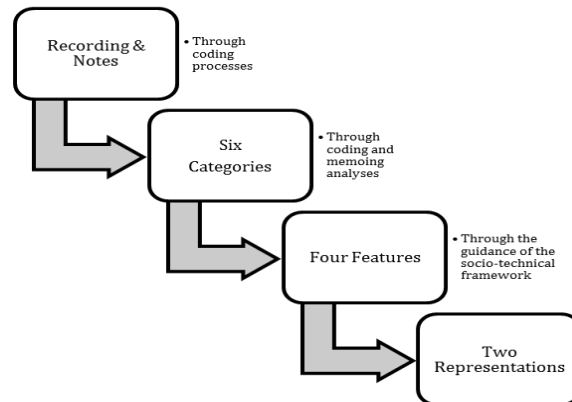 Recording &
Notes
• Through
coding
processes
Six
Categories
• Through
coding and
memoing
analyses
Four Features
• Through the
guidance of the
socio-technical
framework
Two
Representations